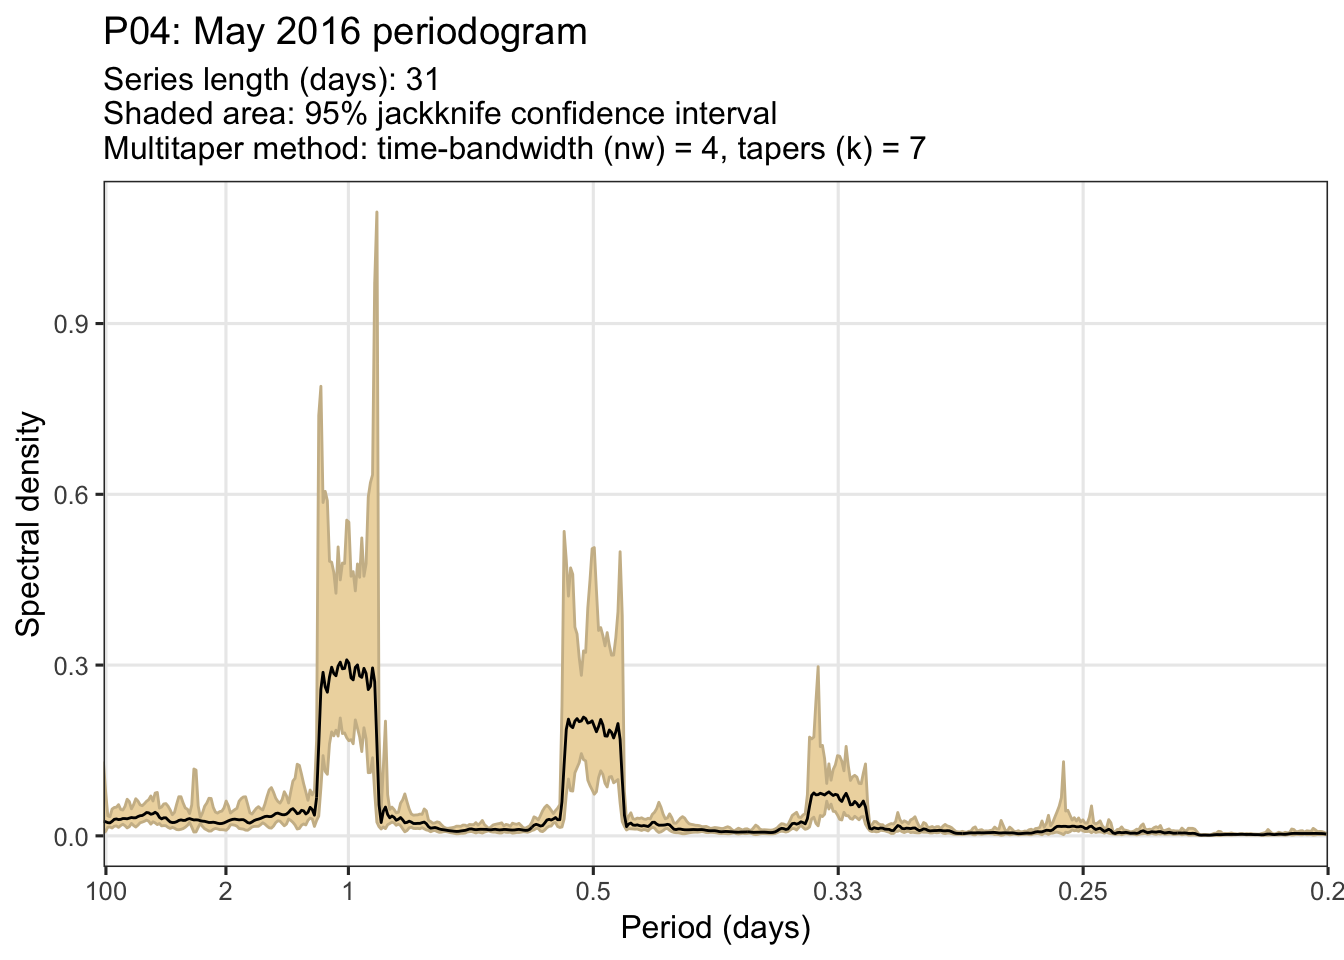 P04: May 2016 periodogram
Series length (days): 31
Shaded area: 95% jackknife confidence interval
Multitaper method: time-bandwidth (nw) = 4, tapers (k) = 7
Spectral density
0.9
0.6
0.3
0.0
100 2 1 0.5 0.33 0.25 0.2
Period (days)